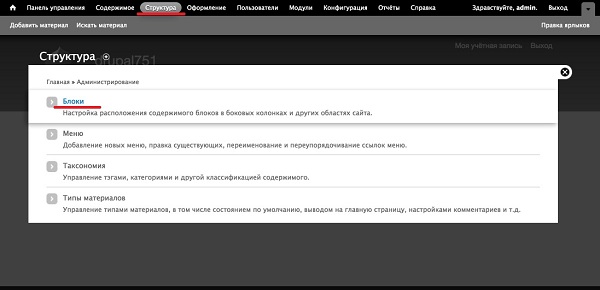 Панель управления Содержимое Структура Оформление Пользователи Модули Конфигурация Отчёты Справка Здравствуйте, admin. Выход
Добавить материал Искать материал Правка ярлыков
Моя учётная запись Выход
Структура
drupal751
Главная » Администрирование
Блоки
Настройка расположения содержимого блоков в боковых колонках и других областях сайта.
Меню
Добавление новых меню, правка существующих, переименование и переупорядочивание ссылок меню.
Таксономия
Управление тэгами, категориями и другой классификацией содержимого.
Типы материалов
Управление типами материалов, в том числе состоянием по умолчанию, выводом на главную страницу, настройками комментариев и т.д.